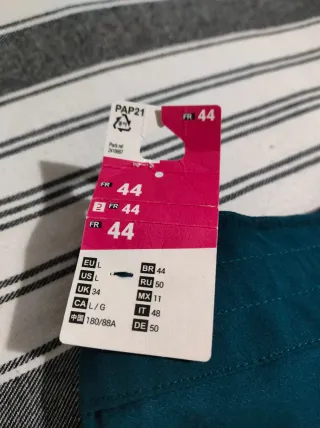 PAP21
FR 44
FR 44
FR 44
FR 44
EU L
US L
UK 34
CA L/G
中国 180/88A
BR 44
RU 50
MX 11
IT 48
DE 50